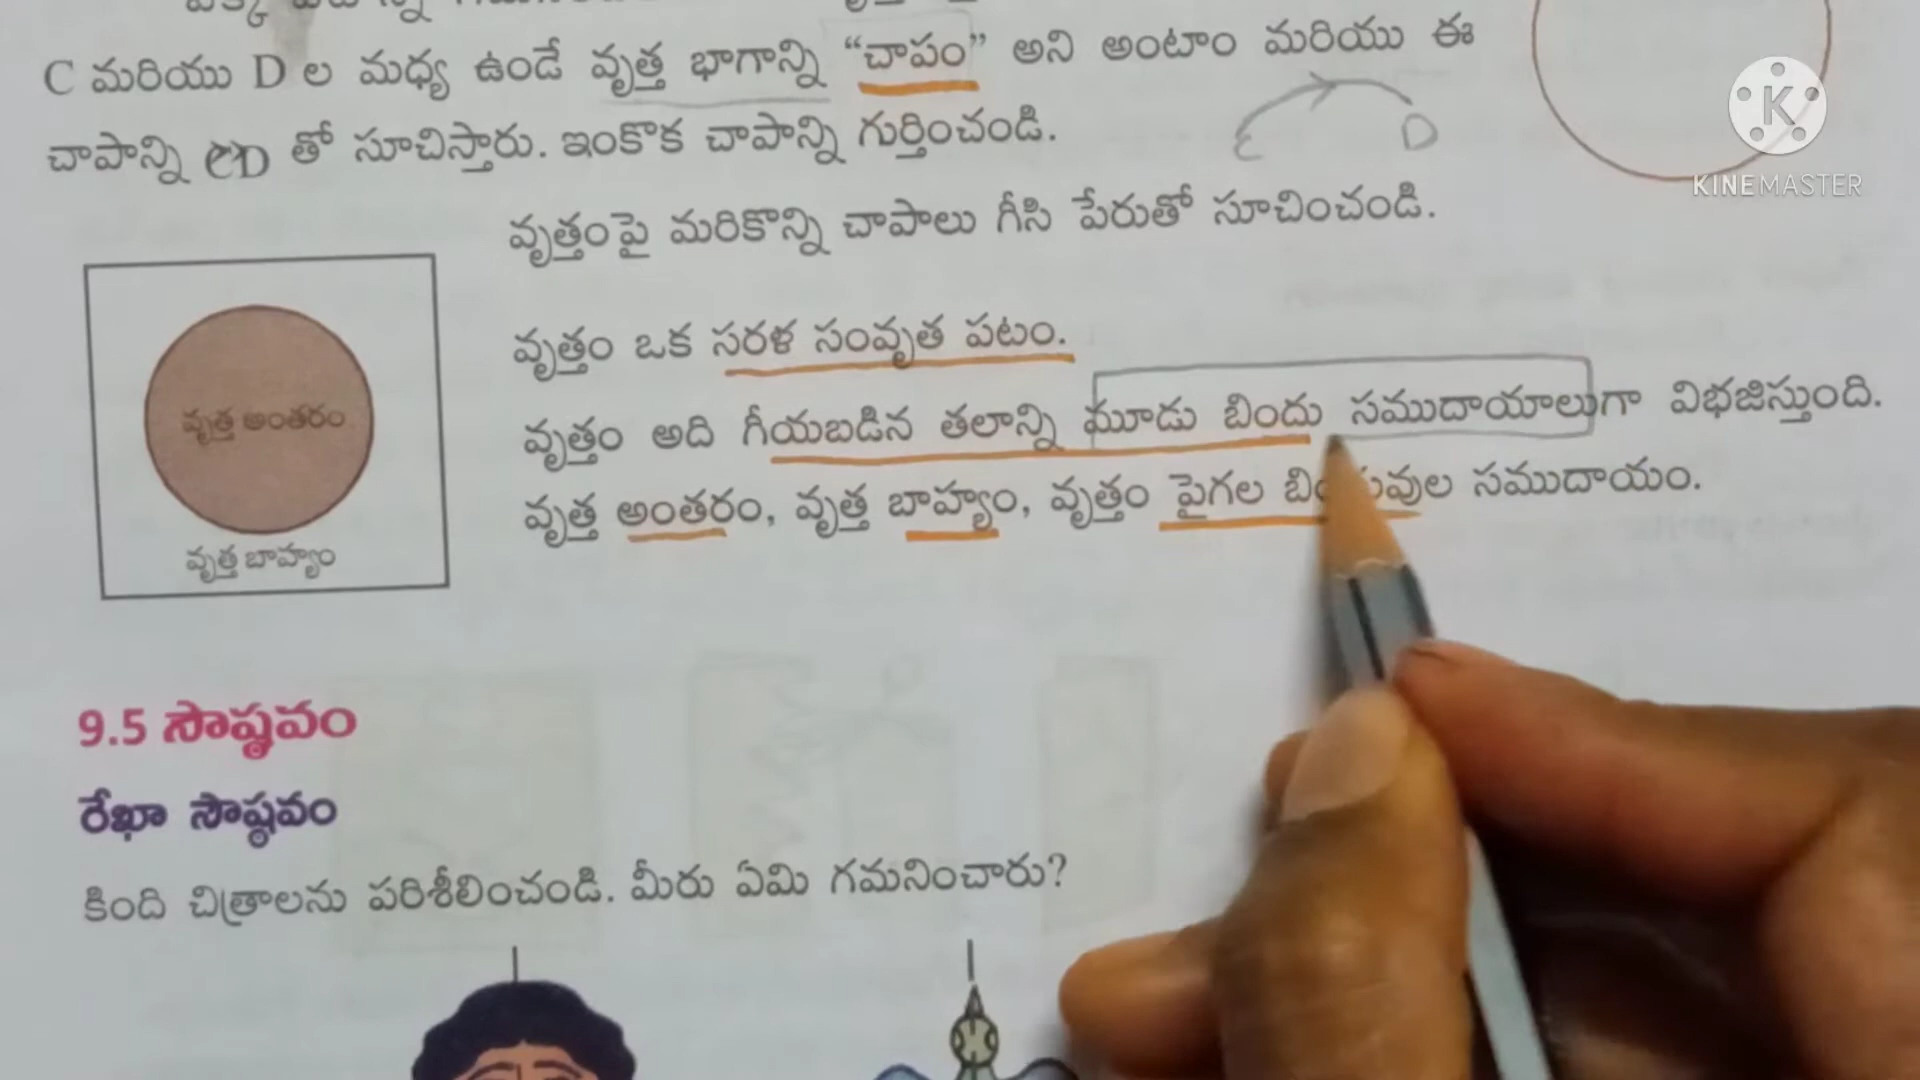 C మరియు D ల మధ్య ఉండే వృత్త భాగాన్ని “చాపం” అని అంటాం మరియు ఈ
చాపాన్ని CD తో సూచిస్తారు. ఇంకొక చాపాన్ని గుర్తించండి.
C D
K
KINEMASTER
వృత్తంపై మరికొన్ని చాపాలు గీసి పేరుతో సూచించండి.
వృత్తం ఒక సరళ సంవృత పటం.
వృత్తం అది గీయబడిన తలాన్ని మూడు బిందు సముదాయాలుగా విభజిస్తుంది.
వృత్త అంతరం, వృత్త బాహ్యం, వృత్తం పైగల సముదాయం.
వృత్త అంతరం
వృత్త బాహ్యం
9.5 సౌష్ఠవం
రేఖా సౌష్ఠవం
కింది చిత్రాలను పరిశీలించండి. మీరు ఏమి గమనించారు?